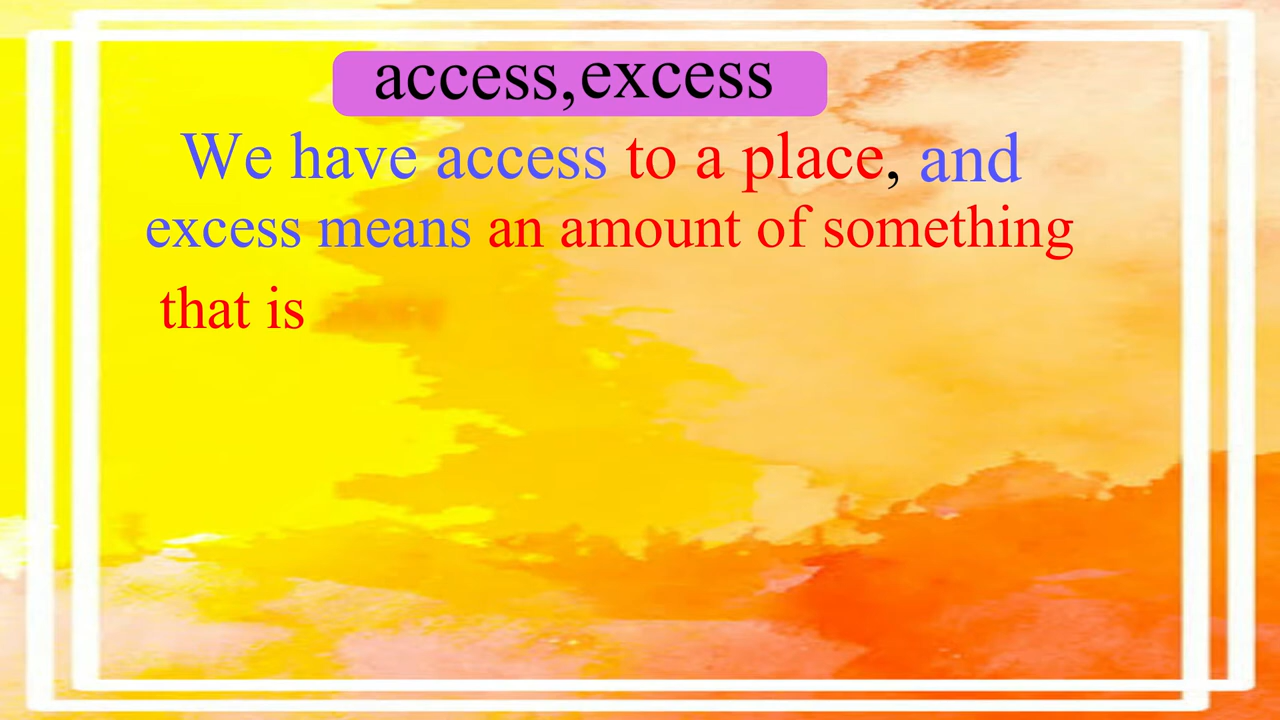 access,excess
We have access to a place, and
excess means an amount of something
that is